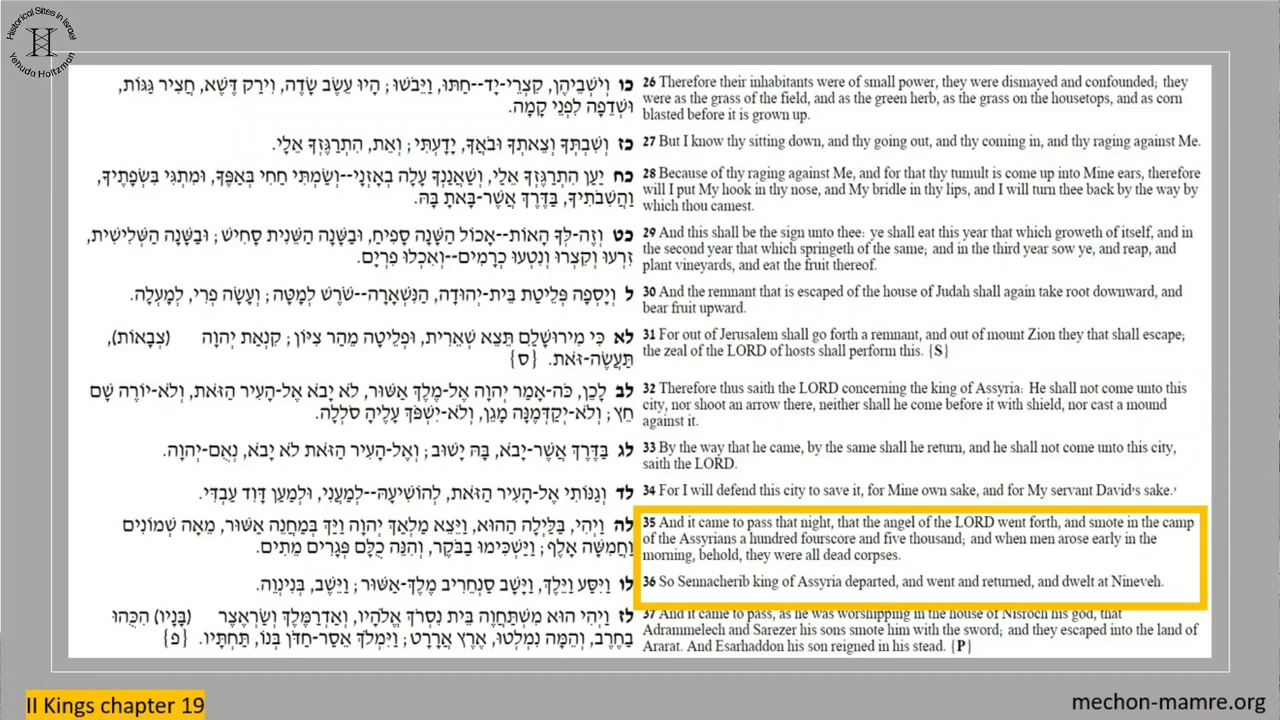 Historical Sites in Israel
Yehuda Holtzman
כו וְיֹשְׁבֵיהֶן, קִצְרֵי-יָד--חַתּוּ, וַיֵּבֹשׁוּ; הָיוּ עֵשֶׂב שָׂדֶה, וִירַק דֶּשֶׁא, חֲצִיר גַּגּוֹת,
וּשְׁדֵפָה לִפְנֵי קָמָה.
26 Therefore their inhabitants were of small power, they were dismayed and confounded; they
were as the grass of the field, and as the green herb, as the grass on the housetops, and as corn
blasted before it is grown up.
כז וְשִׁבְתְּךָ וְצֵאתְךָ וּבֹאֲךָ, יָדָעְתִּי; וְאֵת, הִתְרַגֶּזְךָ אֵלָי.
27 But I know thy sitting down, and thy going out, and thy coming in, and thy raging against Me.
כח יַעַן הִתְרַגֶּזְךָ אֵלַי, וְשַׁאֲנַנְךָ עָלָה בְאָזְנָי--וְשַׂמְתִּי חַחִי בְּאַפֶּךָ, וּמִתְגִּי בִּשְׂפָתֶיךָ,
וַהֲשִׁבֹתִיךָ, בַּדֶּרֶךְ אֲשֶׁר-בָּאתָ בָּהּ.
28 Because of thy raging against Me, and for that thy tumult is come up into Mine ears, therefore
will I put My hook in thy nose, and My bridle in thy lips, and I will turn thee back by the way by
which thou camest.
כט וְזֶה-לְּךָ הָאוֹת--אָכוֹל הַשָּׁנָה סָפִיחַ, וּבַשָּׁנָה הַשֵּׁנִית סָחִישׁ; וּבַשָּׁנָה הַשְּׁלִישִׁית,
זִרְעוּ וְקִצְרוּ וְנִטְעוּ כְרָמִים--וְאִכְלוּ פִרְיָם.
29 And this shall be the sign unto thee: ye shall eat this year that which groweth of itself, and in
the second year that which springeth of the same; and in the third year sow ye, and reap, and
plant vineyards, and eat the fruit thereof.
ל וְיָסְפָה פְּלֵיטַת בֵּית-יְהוּדָה, הַנִּשְׁאָרָה--שֹׁרֶשׁ לְמָטָּה; וְעָשָׂה פְרִי, לְמָעְלָה.
30 And the remnant that is escaped of the house of Judah shall again take root downward, and
bear fruit upward.
לא כִּי מִירוּשָׁלִַם תֵּצֵא שְׁאֵרִית, וּפְלֵיטָה מֵהַר צִיּוֹן; קִנְאַת יְהוָה (צְבָאוֹת),
תַּעֲשֶׂה-זֹּאת. {ס}
31 For out of Jerusalem shall go forth a remnant, and out of mount Zion they that shall escape;
the zeal of the LORD of hosts shall perform this. {S}
לב לָכֵן, כֹּה-אָמַר יְהוָה אֶל-מֶלֶךְ אַשּׁוּר, לֹא יָבֹא אֶל-הָעִיר הַזֹּאת, וְלֹא-יוֹרֶה שָׁם
חֵץ; וְלֹא-יְקַדְּמֶנָּה מָגֵן, וְלֹא-יִשְׁפֹּךְ עָלֶיהָ סֹלְלָה.
32 Therefore thus saith the LORD concerning the king of Assyria: He shall not come unto this
city, nor shoot an arrow there, neither shall he come before it with shield, nor cast a mound
against it.
לג בַּדֶּרֶךְ אֲשֶׁר-יָבֹא, בָּהּ יָשׁוּב; וְאֶל-הָעִיר הַזֹּאת לֹא יָבֹא, נְאֻם-יְהוָה.
33 By the way that he came, by the same shall he return, and he shall not come unto this city,
saith the LORD.
לד וְגַנּוֹתִי אֶל-הָעִיר הַזֹּאת, לְהוֹשִׁיעָהּ--לְמַעֲנִי, וּלְמַעַן דָּוִד עַבְדִּי.
34 For I will defend this city to save it, for Mine own sake, and for My servant David's sake.'
לה וַיְהִי, בַּלַּיְלָה הַהוּא, וַיֵּצֵא מַלְאַךְ יְהוָה וַיַּךְ בְּמַחֲנֵה אַשּׁוּר, מֵאָה שְׁמוֹנִים
וַחֲמִשָּׁה אָלֶף; וַיַּשְׁכִּימוּ בַבֹּקֶר, וְהִנֵּה כֻלָּם פְּגָרִים מֵתִים.
35 And it came to pass that night, that the angel of the LORD went forth, and smote in the camp
of the Assyrians a hundred fourscore and five thousand; and when men arose early in the
morning, behold, they were all dead corpses.
לו וַיִּסַּע וַיֵּלֶךְ, וַיָּשָׁב סַנְחֵרִיב מֶלֶךְ-אַשּׁוּר; וַיֵּשֶׁב, בְּנִינְוֵה.
36 So Sennacherib king of Assyria departed, and went and returned, and dwelt at Nineveh.
לז וַיְהִי הוּא מִשְׁתַּחֲוֶה בֵּית נִסְרֹךְ אֱלֹהָיו, וְאַדְרַמֶּלֶךְ וְשַׂרְאֶצֶר (בָּנָיו) הִכֻּהוּ
בַחֶרֶב, וְהֵמָּה נִמְלְטוּ, אֶרֶץ אֲרָרָט; וַיִּמְלֹךְ אֵסַר-חַדֹּן בְּנוֹ, תַּחְתָּיו. {פ}
37 And it came to pass, as he was worshipping in the house of Nisroch his god, that
Adrammelech and Sarezer his sons smote him with the sword; and they escaped into the land of
Ararat. And Esarhaddon his son reigned in his stead. {P}
II Kings chapter 19
mechon-mamre.org